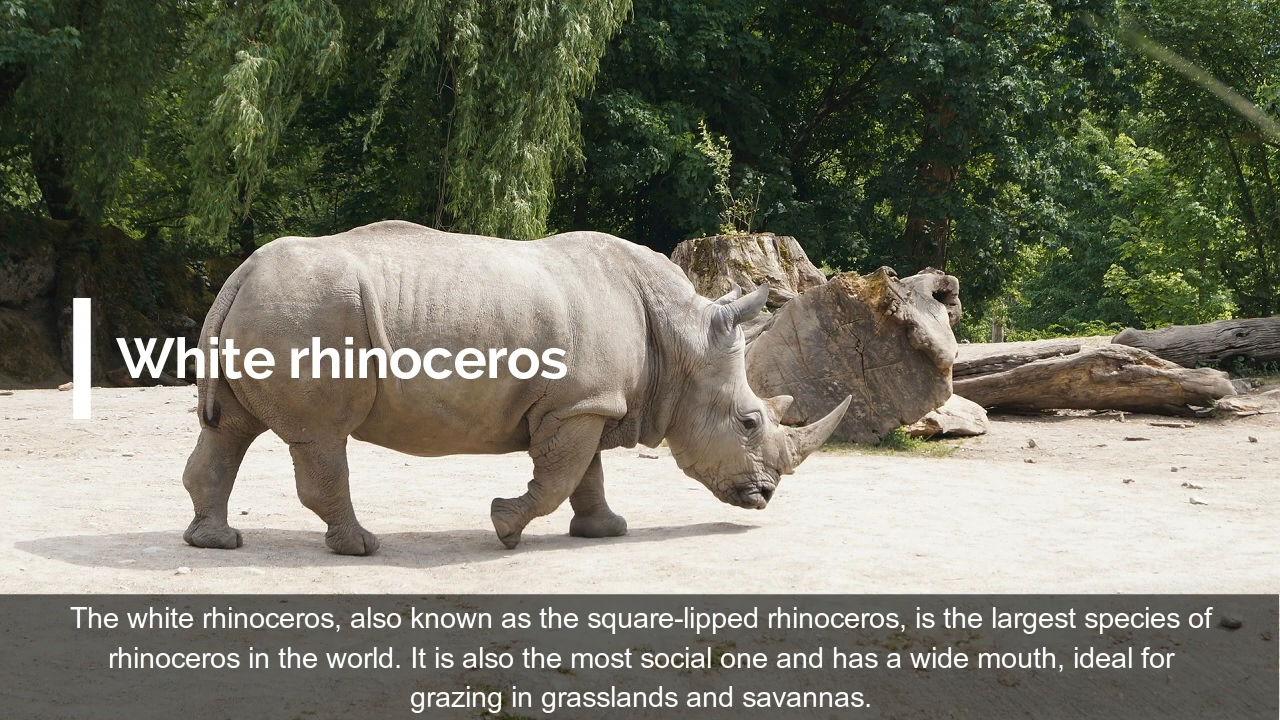 White rhinoceros
The white rhinoceros, also known as the square-lipped rhinoceros, is the largest species of
rhinoceros in the world. It is also the most social one and has a wide mouth, ideal for
grazing in grasslands and savannas.